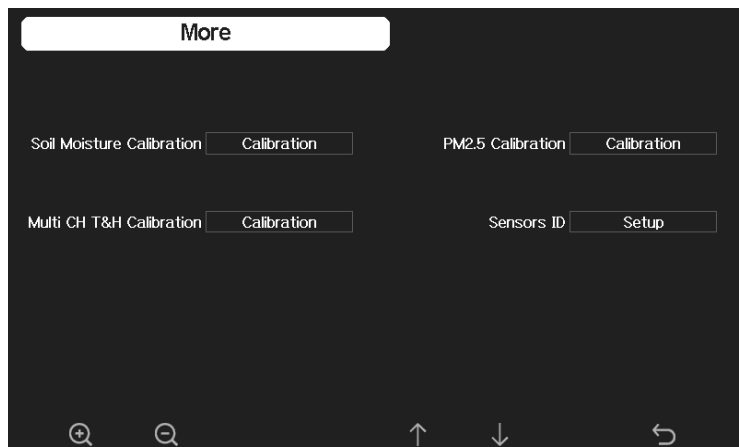 More
Soil Moisture Calibration Calibration PM2.5 Calibration Calibration
Multi CH T&H Calibration Calibration Sensors ID Setup